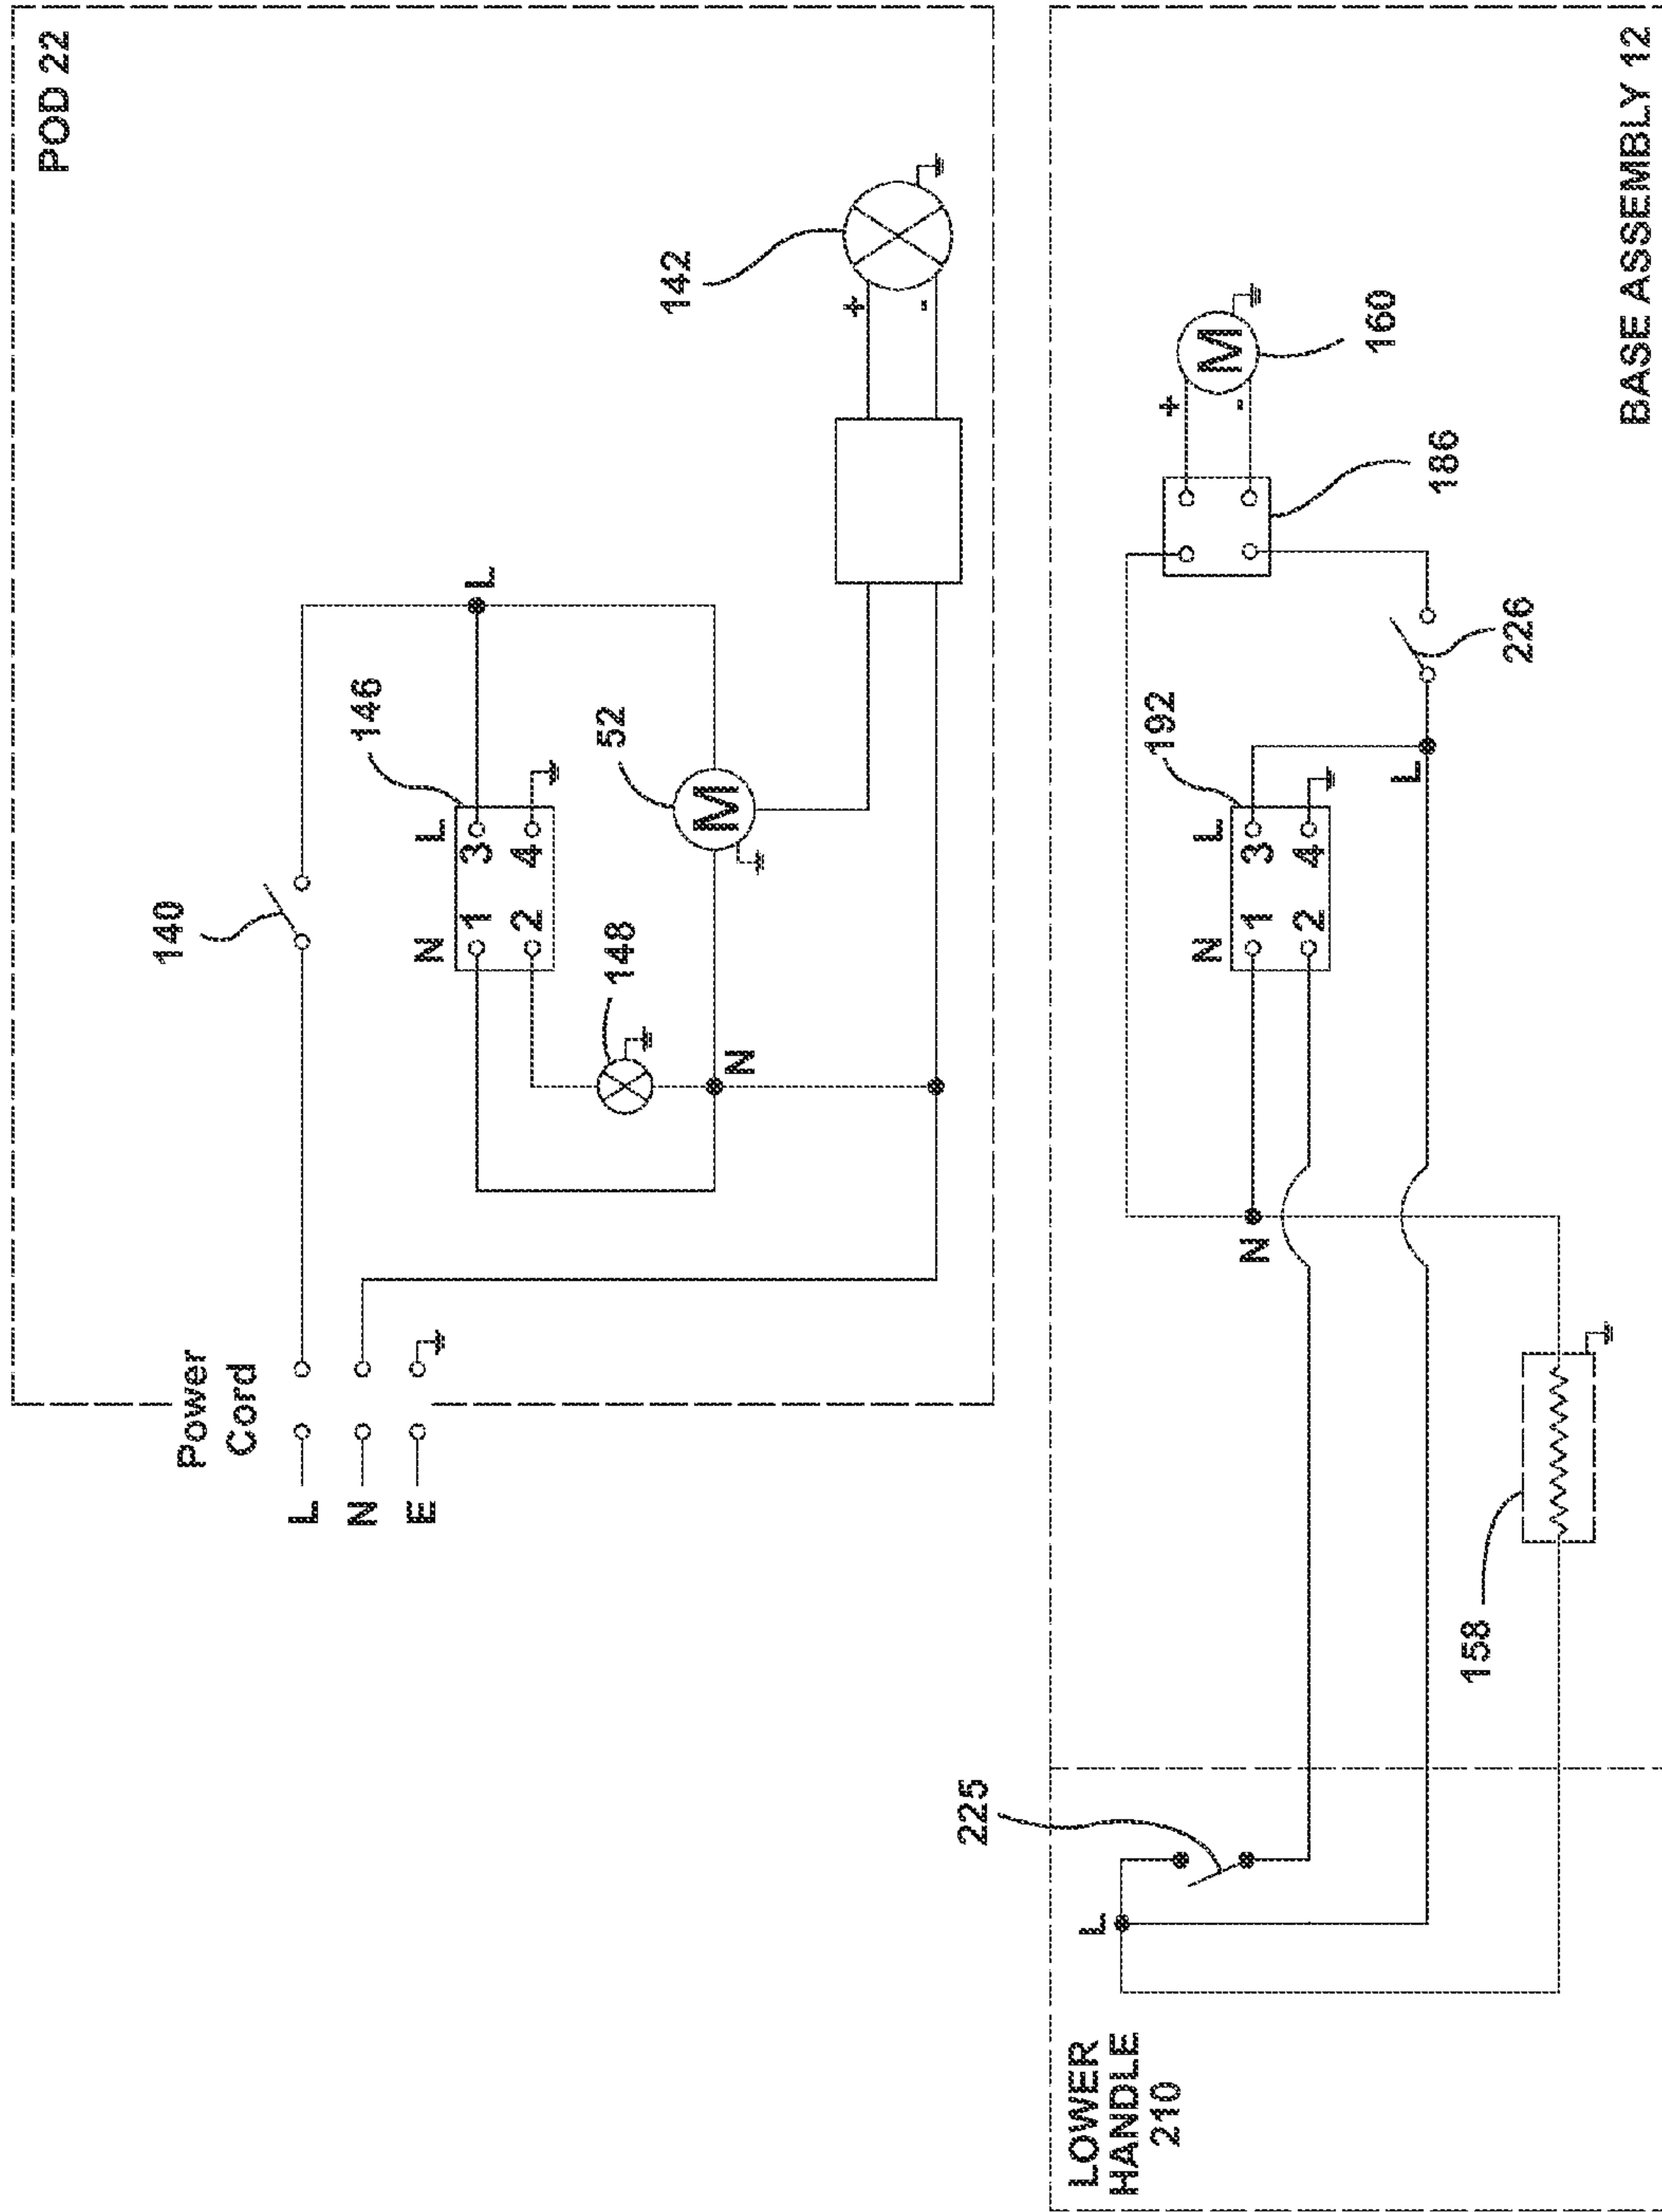 POD 22
140
146
L
N
3
1
4
2
L
148
52
M
N
142
+
-
Power
Cord
L
N
E
BASE ASSEMBLY 12
192
L
N
3
1
4
2
N
L
226
186
+
-
M
160
158
225
L
LOWER
HANDLE
210